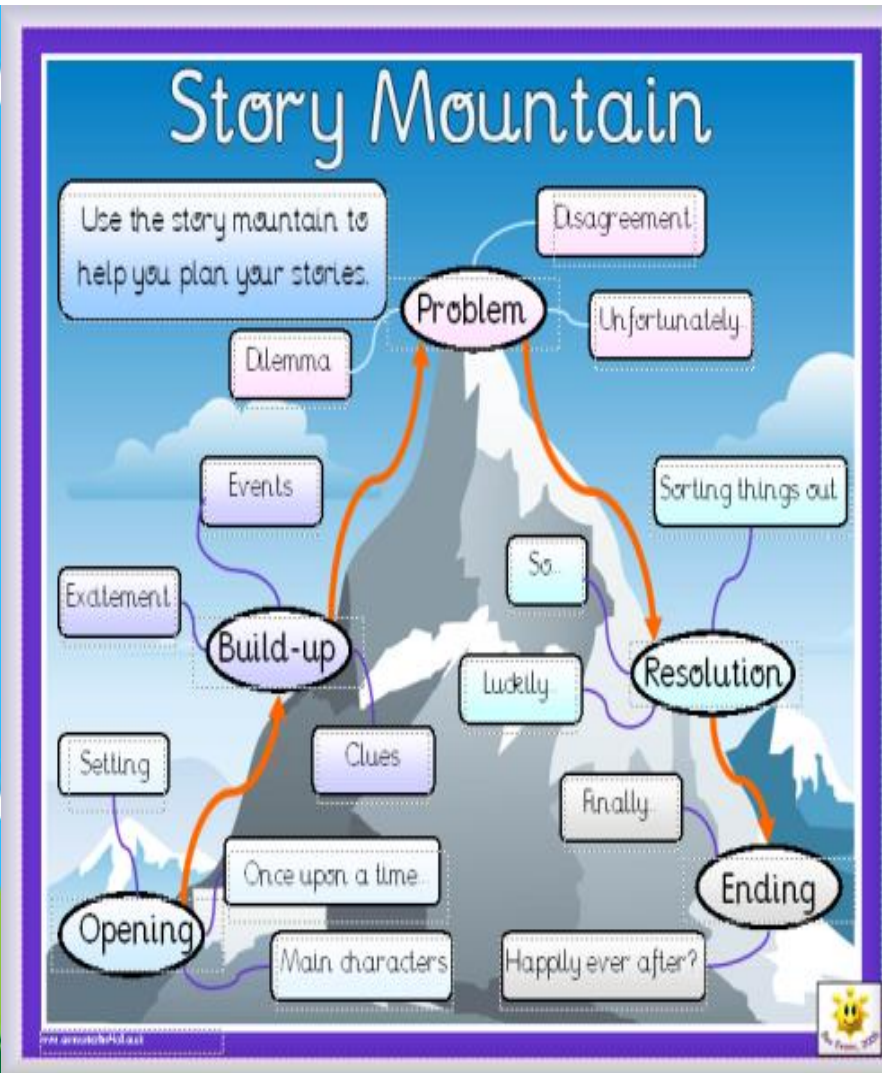 Story Mountain
Use the story mountain to
help you plan your stories.
Disagreement
Problem
Unfortunately...
Dilemma
Events
Sorting things out
So...
Excitement
Build-up
Resolution
Luckily...
Setting
Clues
Finally...
Once upon a time...
Ending
Opening
Main characters
Happily ever after?